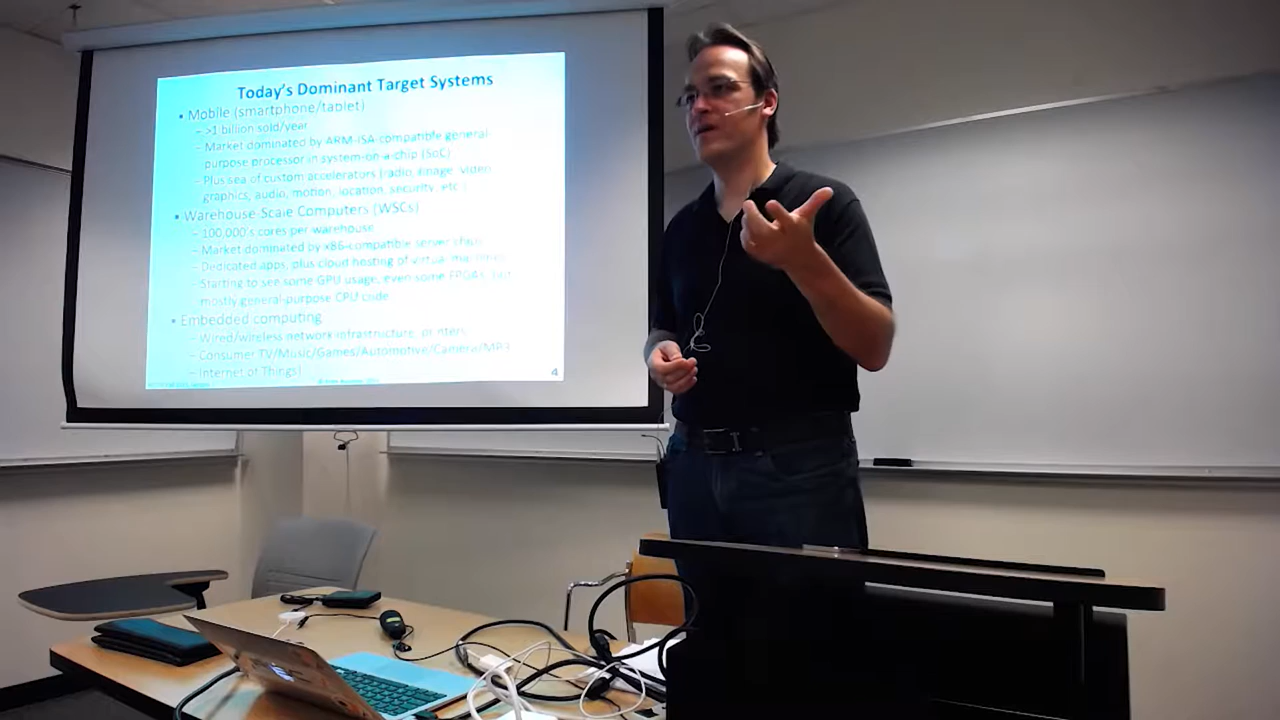 Today's Dominant Target Systems
• Mobile (smartphone/tablet)
– >1 billion sold/year
– Market dominated by ARM-ISA-compatible general-
purpose processor in system-on-a-chip (SoC)
– Plus sea of custom accelerators (radio, image, video,
graphics, audio, motion, location, security, etc.)
• Warehouse-Scale Computers (WSCs)
– 100,000's cores per warehouse
– Market dominated by x86-compatible server chips
– Dedicated apps, plus cloud hosting of virtual machines
– Starting to see some GPU usage, even some FPGAs, but
mostly general-purpose CPU code
• Embedded computing
– Wired/wireless network infrastructure, printers
– Consumer TV/Music/Games/Automotive/Camera/MP3
– Internet of Things!
4